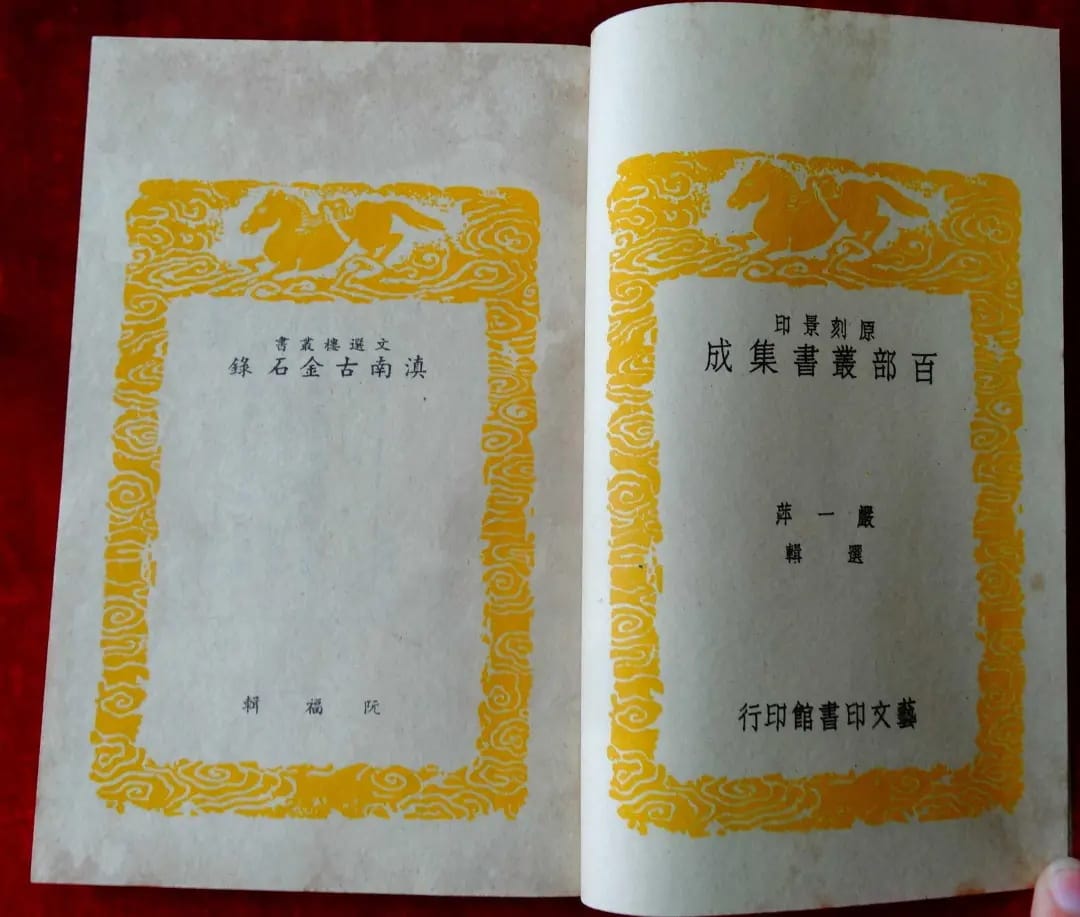 原刻景印
百部叢書集成
嚴一萍
選輯
藝文印書館印行
文選樓叢書
滇南古金石錄
阮福輯